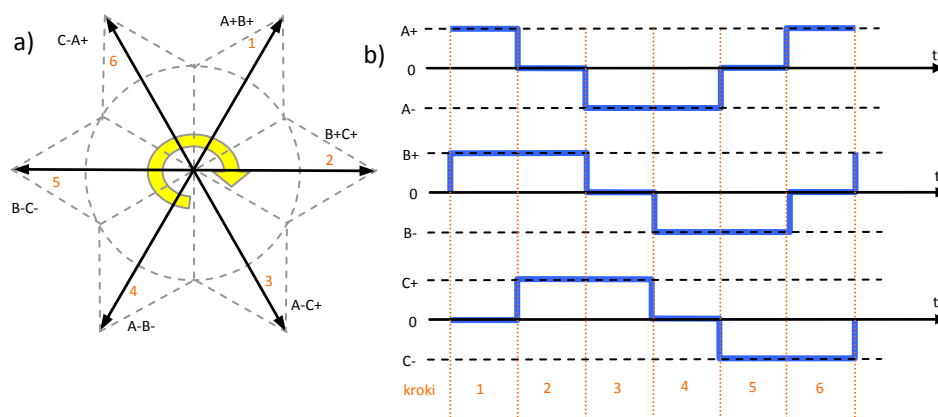 a)
C-A+
6
A+B+
1
B+C+
2
5
B-C-
4
A-B-
3
A-C+
b)
A+
0
A-
t
B+
0
B-
t
C+
0
C-
t
kroki 1 2 3 4 5 6